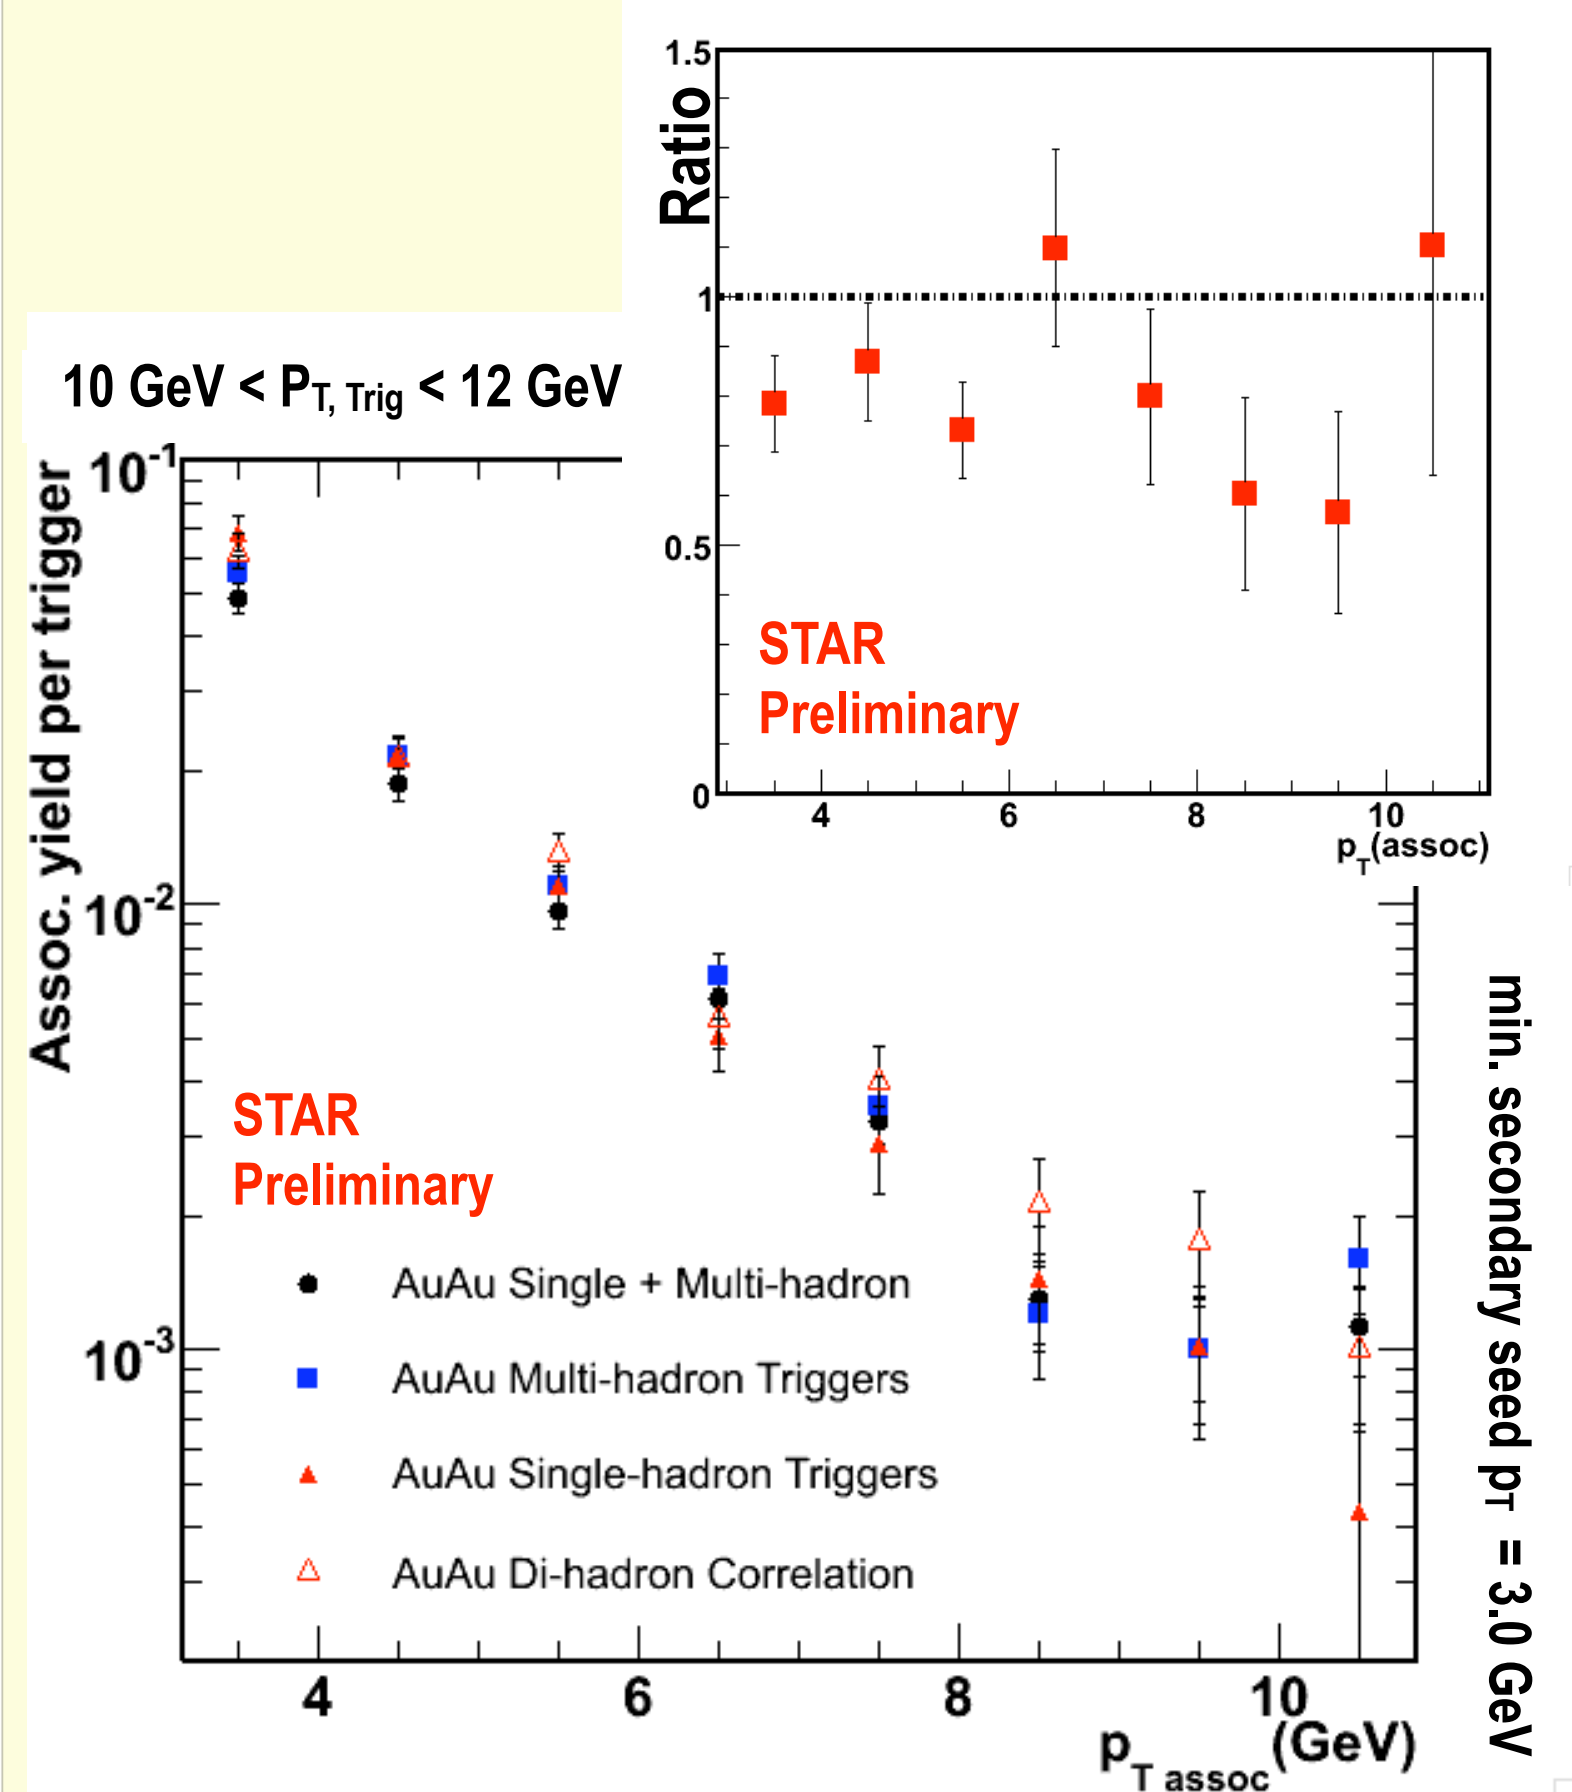 1.5
Ratio
1
0.5
0
STAR
Preliminary
4 6 8 10
p_T(assoc)
10 GeV < P_T, Trig < 12 GeV
Assoc. yield per trigger
10^-1
10^-2
10^-3
STAR
Preliminary
AuAu Single + Multi-hadron
AuAu Multi-hadron Triggers
AuAu Single-hadron Triggers
AuAu Di-hadron Correlation
4 6 8 10
p_T assoc (GeV)
min. secondary seed p_T = 3.0 GeV